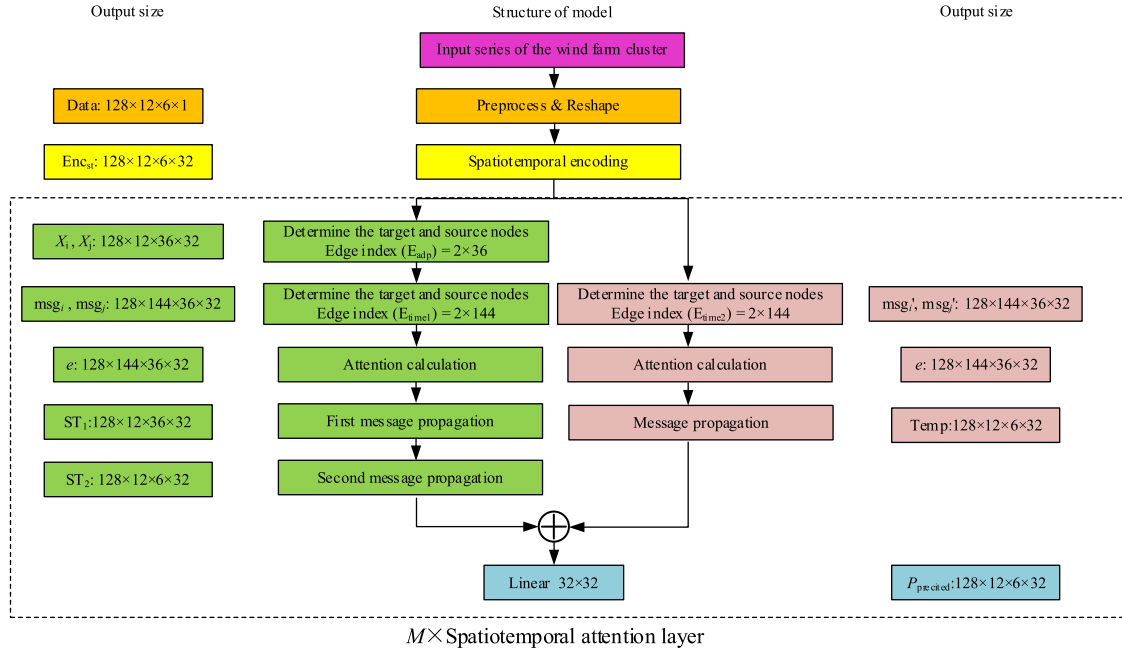 Output size
Structure of model
Output size
Input series of the wind farm cluster
Data: 128×12×6×1
Preprocess & Reshape
Enc_st: 128×12×6×32
Spatiotemporal encoding
X_i , X_j: 128×12×36×32
Determine the target and source nodes
Edge index (E_adp) = 2×36
msg_i , msg_j: 128×144×36×32
Determine the target and source nodes
Edge index (E_time1) = 2×144
Determine the target and source nodes
Edge index (E_time2) = 2×144
msg_i', msg_j': 128×144×36×32
e: 128×144×36×32
Attention calculation
Attention calculation
e: 128×144×36×32
ST_1:128×12×36×32
First message propagation
Message propagation
Temp:128×12×6×32
ST_2: 128×12×6×32
Second message propagation
Linear 32×32
P_precited:128×12×6×32
M×Spatiotemporal attention layer